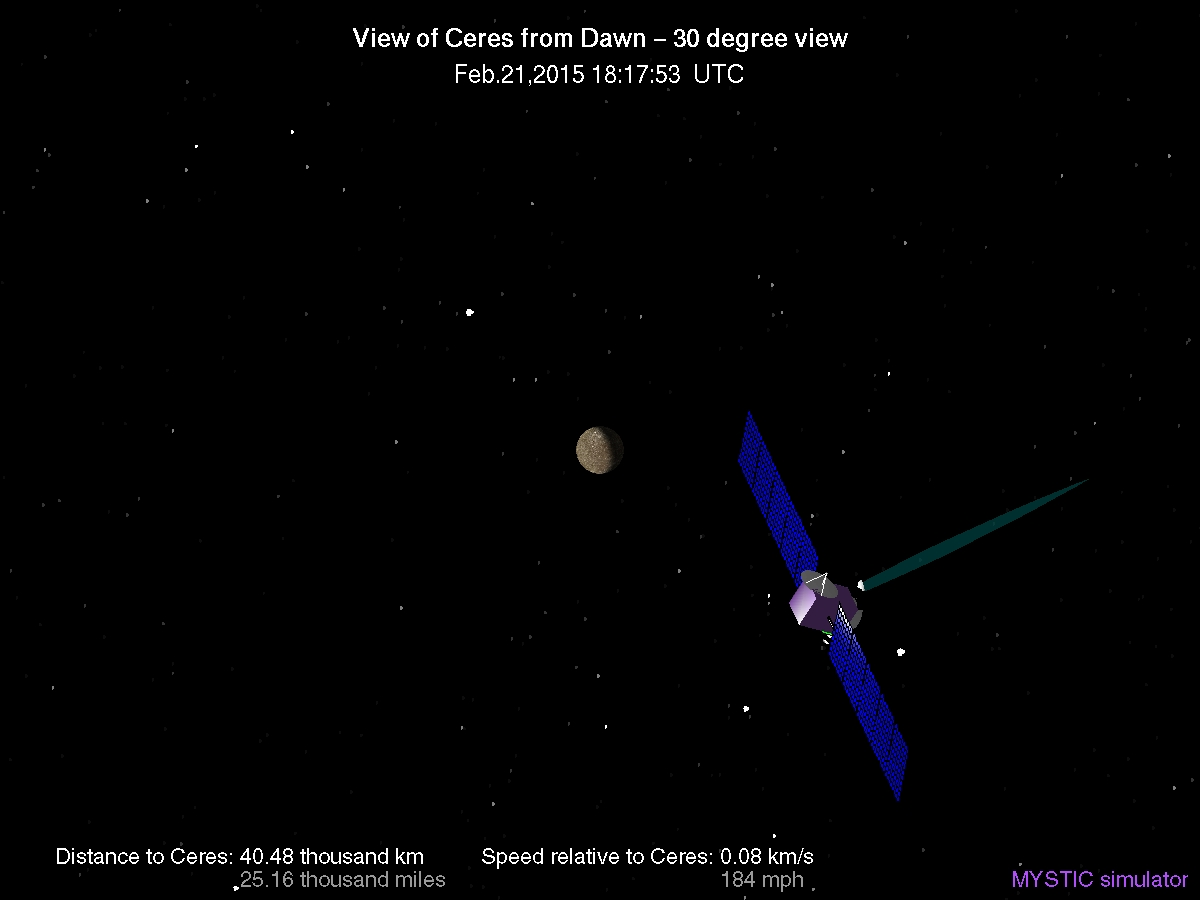 View of Ceres from Dawn – 30 degree view
Feb.21,2015 18:17:53 UTC
Distance to Ceres: 40.48 thousand km
25.16 thousand miles
Speed relative to Ceres: 0.08 km/s
184 mph
MYSTIC simulator